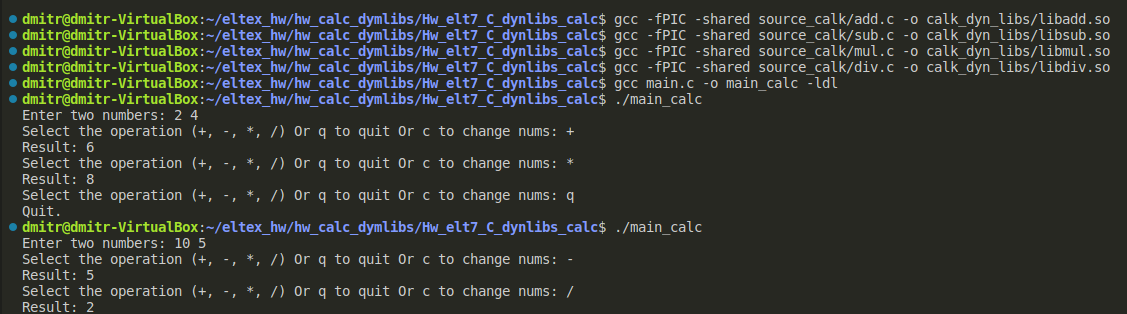 dmitr@dmitr-VirtualBox:~/eltex_hw/hw_calc_dymlibs/Hw_elt7_C_dynlibs_calc$ gcc -fPIC -shared source_calk/add.c -o calk_dyn_libs/libadd.so
dmitr@dmitr-VirtualBox:~/eltex_hw/hw_calc_dymlibs/Hw_elt7_C_dynlibs_calc$ gcc -fPIC -shared source_calk/sub.c -o calk_dyn_libs/libsub.so
dmitr@dmitr-VirtualBox:~/eltex_hw/hw_calc_dymlibs/Hw_elt7_C_dynlibs_calc$ gcc -fPIC -shared source_calk/mul.c -o calk_dyn_libs/libmul.so
dmitr@dmitr-VirtualBox:~/eltex_hw/hw_calc_dymlibs/Hw_elt7_C_dynlibs_calc$ gcc -fPIC -shared source_calk/div.c -o calk_dyn_libs/libdiv.so
dmitr@dmitr-VirtualBox:~/eltex_hw/hw_calc_dymlibs/Hw_elt7_C_dynlibs_calc$ gcc main.c -o main_calc -ldl
dmitr@dmitr-VirtualBox:~/eltex_hw/hw_calc_dymlibs/Hw_elt7_C_dynlibs_calc$ ./main_calc
Enter two numbers: 2 4
Select the operation (+, -, *, /) Or q to quit Or c to change nums: +
Result: 6
Select the operation (+, -, *, /) Or q to quit Or c to change nums: *
Result: 8
Select the operation (+, -, *, /) Or q to quit Or c to change nums: q
Quit.
dmitr@dmitr-VirtualBox:~/eltex_hw/hw_calc_dymlibs/Hw_elt7_C_dynlibs_calc$ ./main_calc
Enter two numbers: 10 5
Select the operation (+, -, *, /) Or q to quit Or c to change nums: -
Result: 5
Select the operation (+, -, *, /) Or q to quit Or c to change nums: /
Result: 2